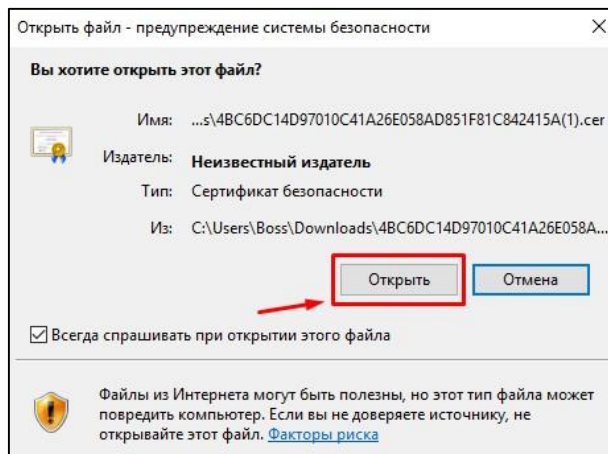 Открыть файл - предупреждение системы безопасности
Вы хотите открыть этот файл?
Имя: ...s\4BC6DC14D97010C41A26E058AD851F81C842415A(1).cer
Издатель: Неизвестный издатель
Тип: Сертификат безопасности
Из: C:\Users\Boss\Downloads\4BC6DC14D97010C41A26E058A...
Открыть Отмена
Всегда спрашивать при открытии этого файла
Файлы из Интернета могут быть полезны, но этот тип файла может
повредить компьютер. Если вы не доверяете источнику, не
открывайте этот файл. Факторы риска